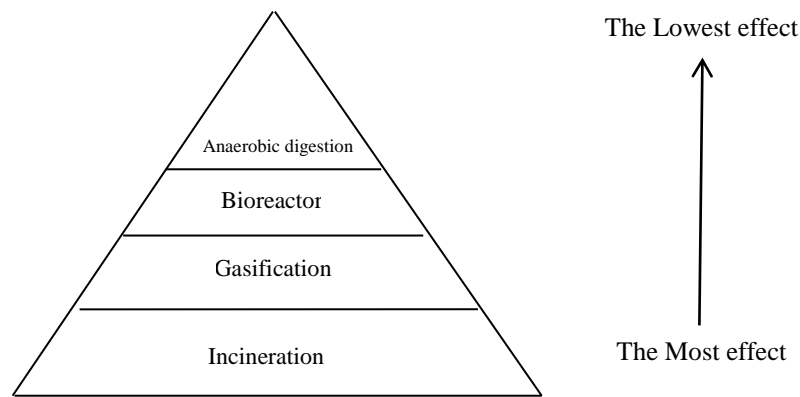 The Lowest effect
Anaerobic digestion
Bioreactor
Gasification
Incineration
The Most effect